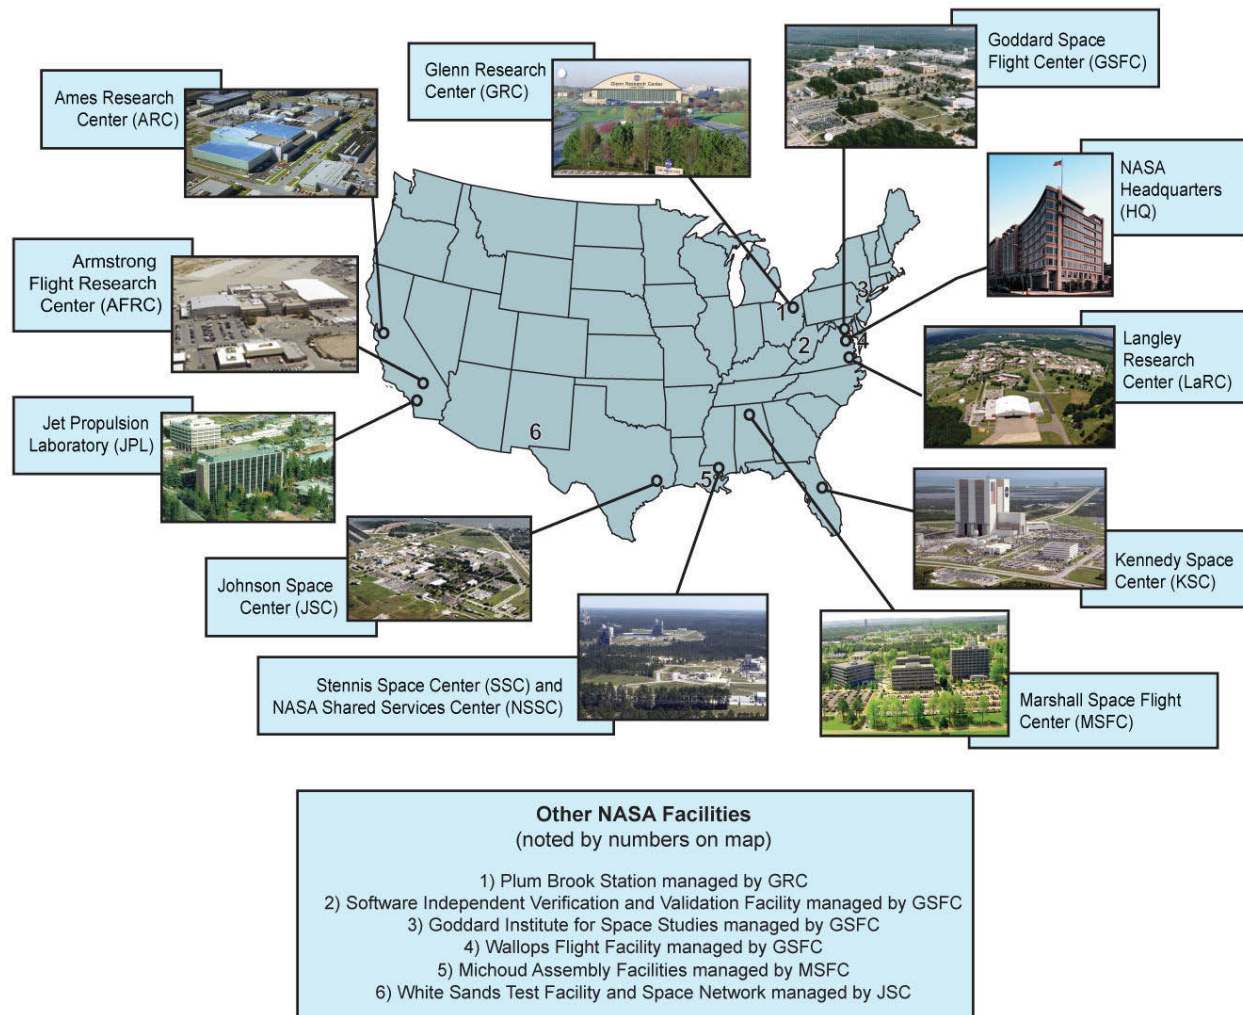 Goddard Space
Flight Center (GSFC)
Glenn Research
Center (GRC)
Glenn Research Center
Ames Research
Center (ARC)
NASA
Headquarters
(HQ)
Armstrong
Flight Research
Center (AFRC)
Langley
Research
Center (LaRC)
Jet Propulsion
Laboratory (JPL)
1
2
3
4
5
6
Johnson Space
Center (JSC)
Kennedy Space
Center (KSC)
Stennis Space Center (SSC) and
NASA Shared Services Center (NSSC)
Marshall Space Flight
Center (MSFC)
Other NASA Facilities
(noted by numbers on map)
1) Plum Brook Station managed by GRC
2) Software Independent Verification and Validation Facility managed by GSFC
3) Goddard Institute for Space Studies managed by GSFC
4) Wallops Flight Facility managed by GSFC
5) Michoud Assembly Facilities managed by MSFC
6) White Sands Test Facility and Space Network managed by JSC